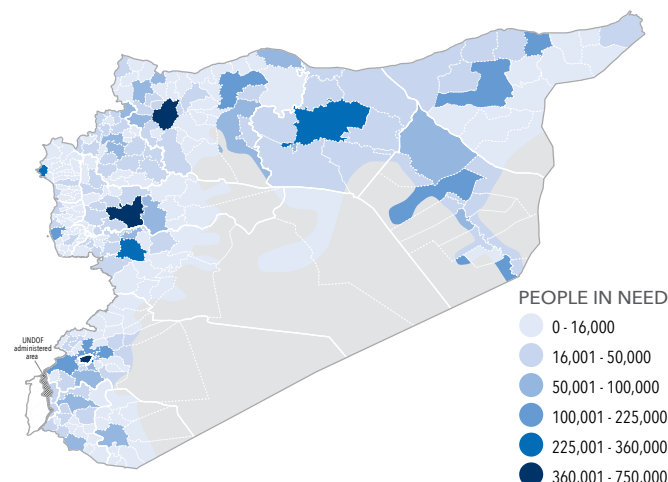 UNDOF
administered
area
PEOPLE IN NEED
0 - 16,000
16,001 - 50,000
50,001 - 100,000
100,001 - 225,000
225,001 - 360,000
360,001 - 750,000